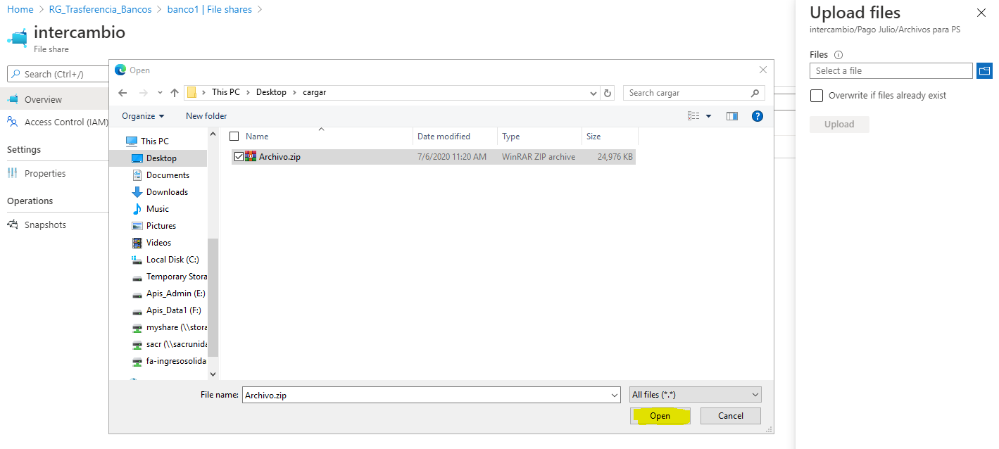 Home > RG_Trasferencia_Bancos > banco1 | File shares >
intercambio
File share
Search (Ctrl+/)
Overview
Access Control (IAM)
Settings
Properties
Operations
Snapshots
Open
This PC > Desktop > cargar
Search cargar
Organize
New folder
Name Date modified Type Size
Archivo.zip 7/6/2020 11:20 AM WinRAR ZIP archive 24,976 KB
This PC
Desktop
Documents
Downloads
Music
Pictures
Videos
Local Disk (C:)
Temporary Stora
Apis_Admin (E:)
Apis_Data1 (F:)
myshare (\\stora
sacr (\\sacrunida
fa-ingresosolida
File name: Archivo.zip
All files (*.*)
Open Cancel
Upload files
intercambio/Pago Julio/Archivos para PS
Files
Select a file
Overwrite if files already exist
Upload